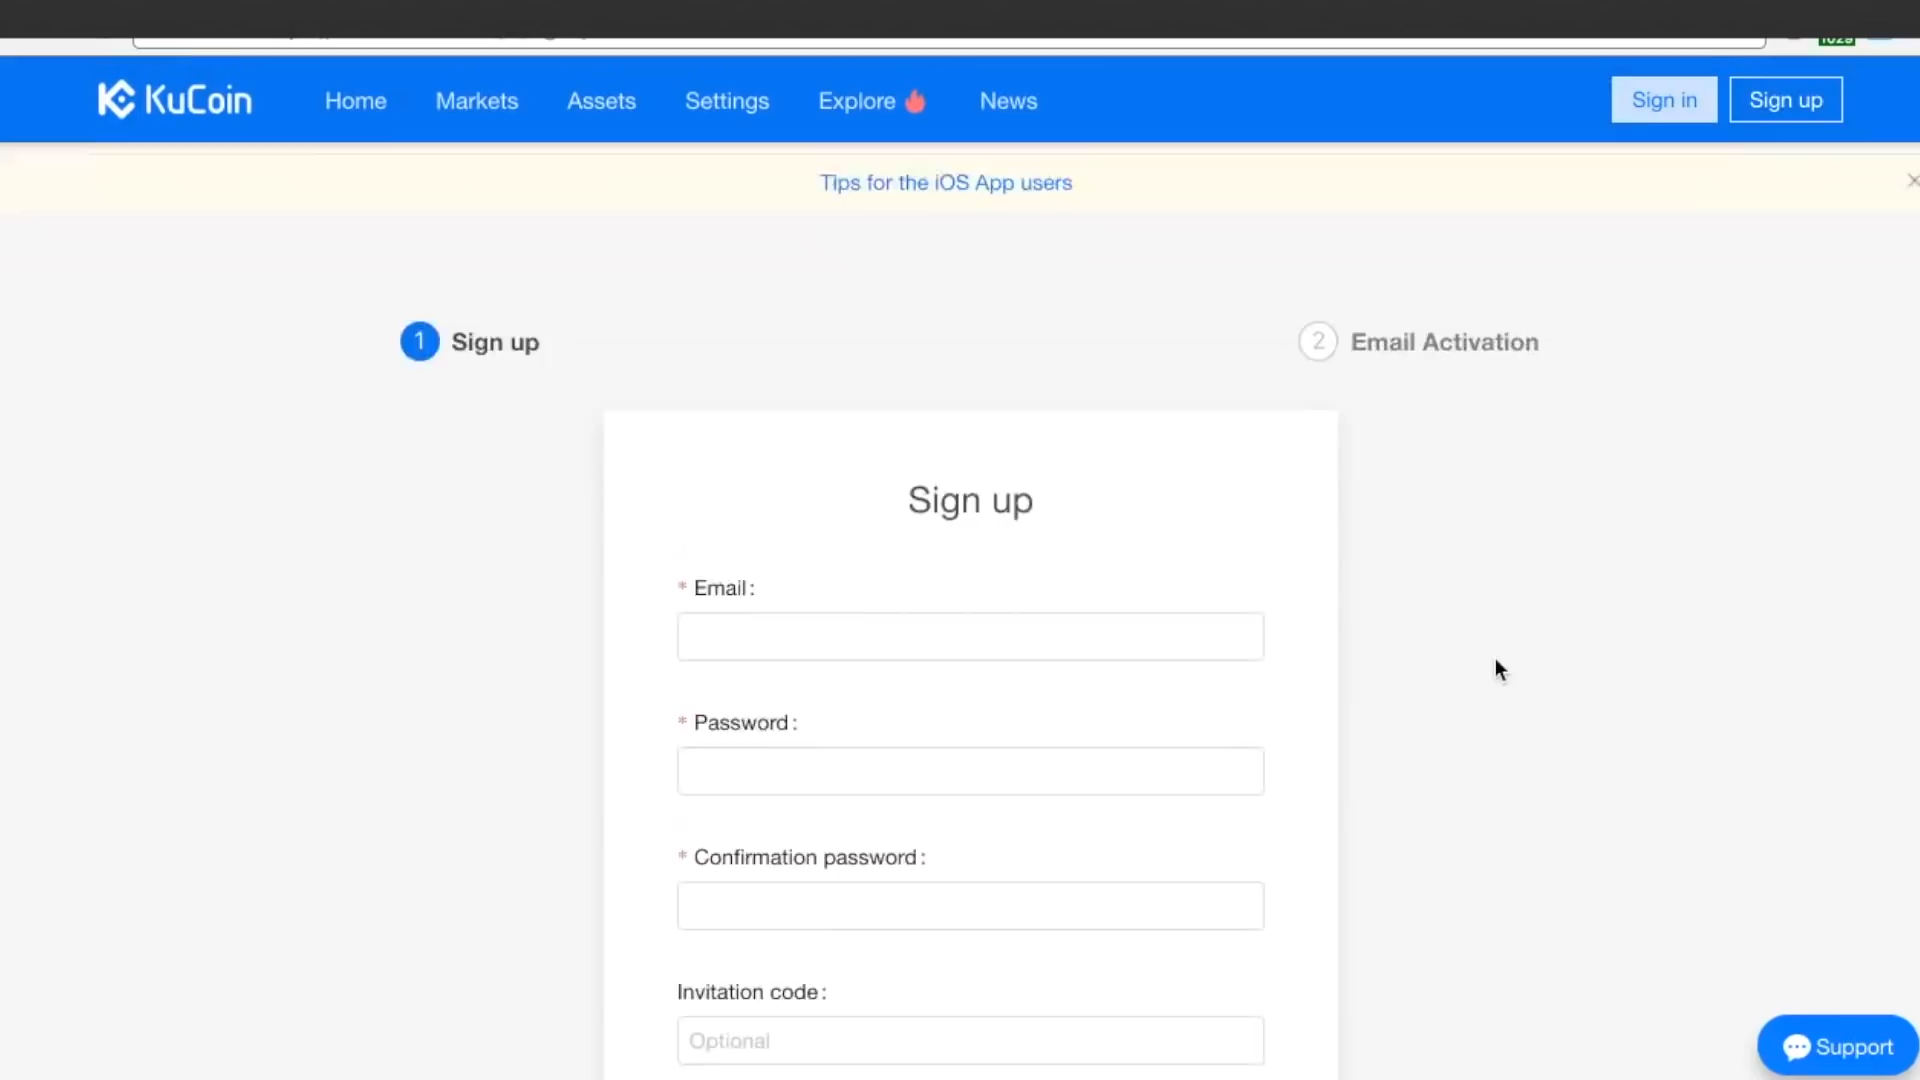 KuCoin Home Markets Assets Settings Explore News Sign in Sign up
Tips for the iOS App users
1 Sign up 2 Email Activation
Sign up
* Email:
* Password:
* Confirmation password:
Invitation code:
Optional
Support